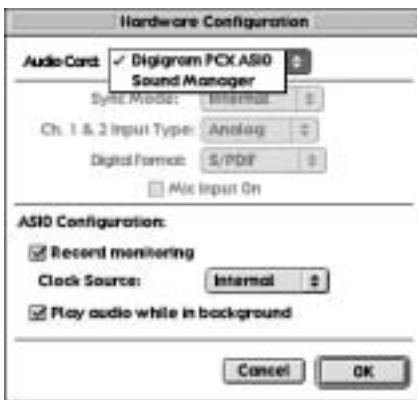 Hardware Configuration
Audio Card: ✓ Digigram PCX ASIO
Sound Manager
Sync Mode: Internal
Ch. 1 & 2 Input Type: Analog
Digital Format: S/PDIF
Mic Input On
ASIO Configuration:
Record monitoring
Clock Source: Internal
Play audio while in background
Cancel OK